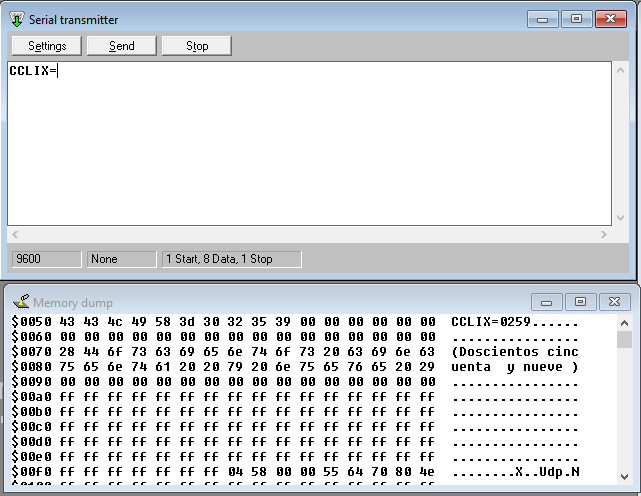 Serial transmitter
Settings Send Stop
CCLIX=
9600 None 1 Start, 8 Data, 1 Stop
Memory dump
$0050 43 43 4c 49 58 3d 30 32 35 39 00 00 00 00 00 00 CCLIX=0259......
$0060 00 00 00 00 00 00 00 00 00 00 00 00 00 00 00 00 ................
$0070 28 44 6f 73 63 69 65 6e 74 6f 73 20 63 69 6e 63 (Doscientos cinc
$0080 75 65 6e 74 61 20 20 79 20 6e 75 65 76 65 20 29 uenta  y nueve )
$0090 00 00 00 00 00 00 00 00 00 00 00 00 00 00 00 00 ................
$00a0 ff ff ff ff ff ff ff ff ff ff ff ff ff ff ff ff ................
$00b0 ff ff ff ff ff ff ff ff ff ff ff ff ff ff ff ff ................
$00c0 ff ff ff ff ff ff ff ff ff ff ff ff ff ff ff ff ................
$00d0 ff ff ff ff ff ff ff ff ff ff ff ff ff ff ff ff ................
$00e0 ff ff ff ff ff ff ff ff ff ff ff ff ff ff ff ff ................
$00f0 ff ff ff ff ff ff ff 04 58 00 00 55 64 70 80 4e ........X..Udp.N